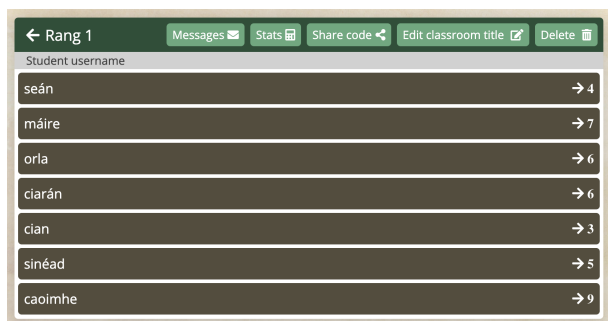 ← Rang 1 Messages Stats Share code Edit classroom title Delete
Student username
seán → 4
máire → 7
orla → 6
ciarán → 6
cian → 3
sinéad → 5
caoimhe → 9